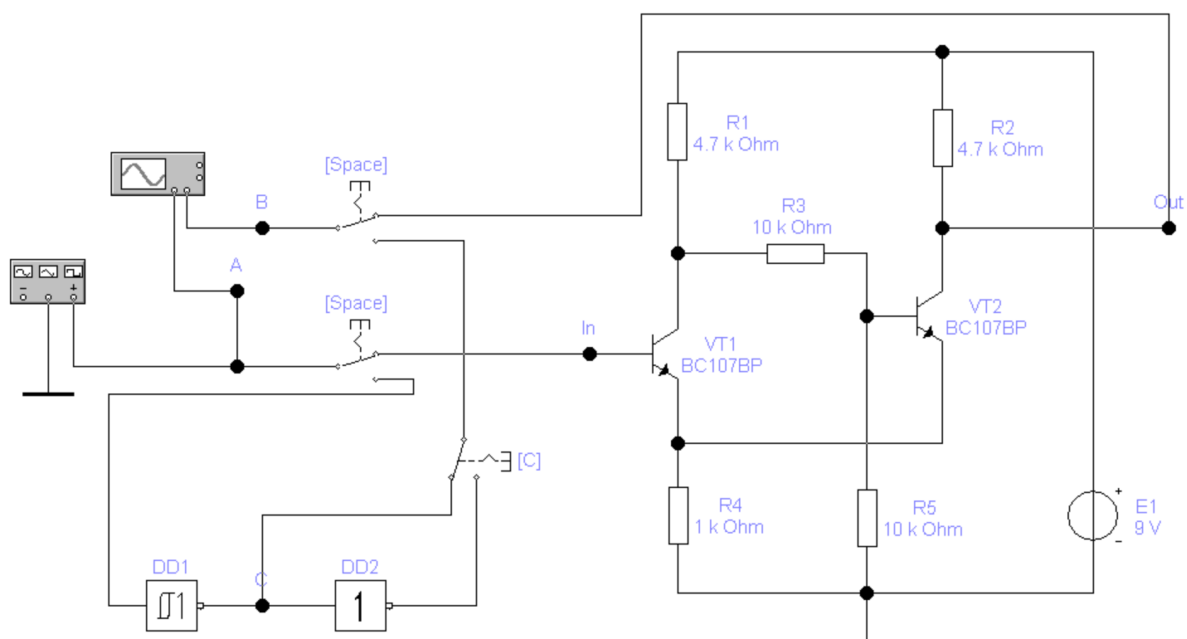 R1
4.7 k Ohm
R2
4.7 k Ohm
[Space]
B
Out
R3
10 k Ohm
A
[Space]
In
VT1
BC107BP
VT2
BC107BP
[C]
R4
1 k Ohm
R5
10 k Ohm
+
E1
9 V
−
DD1
C
DD2
1
1
− +